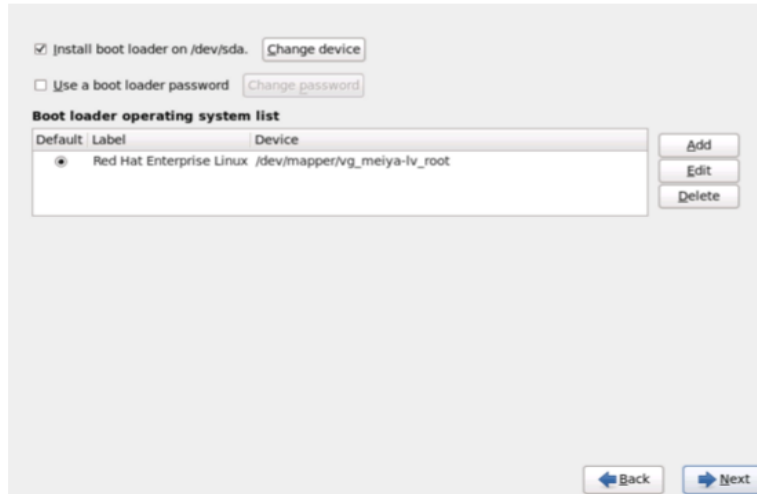 Install boot loader on /dev/sda. Change device
Use a boot loader password Change password
Boot loader operating system list
Default Label Device
Red Hat Enterprise Linux /dev/mapper/vg_meiya-lv_root
Add
Edit
Delete
Back Next